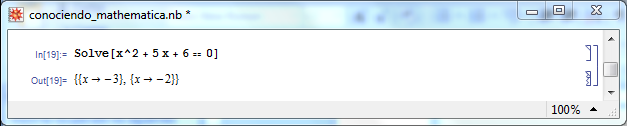 conociendo_mathematica.nb *
In[19]:= Solve[x^2 + 5 x + 6 == 0]
Out[19]= {{x → -3}, {x → -2}}
100%